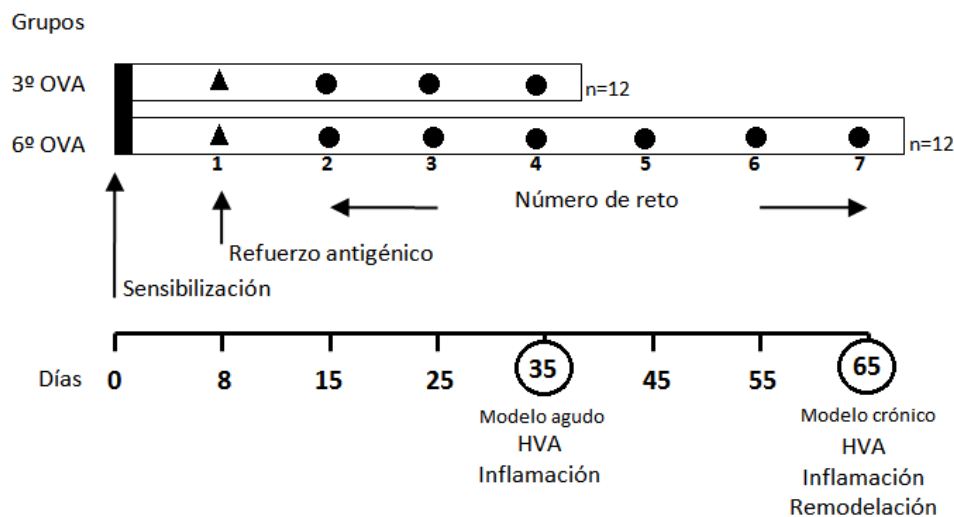 Grupos
3º OVA
n=12
6º OVA
n=12
1 2 3 4 5 6 7
Número de reto
Refuerzo antigénico
Sensibilización
Días 0 8 15 25 35 45 55 65
Modelo agudo
HVA
Inflamación
Modelo crónico
HVA
Inflamación
Remodelación